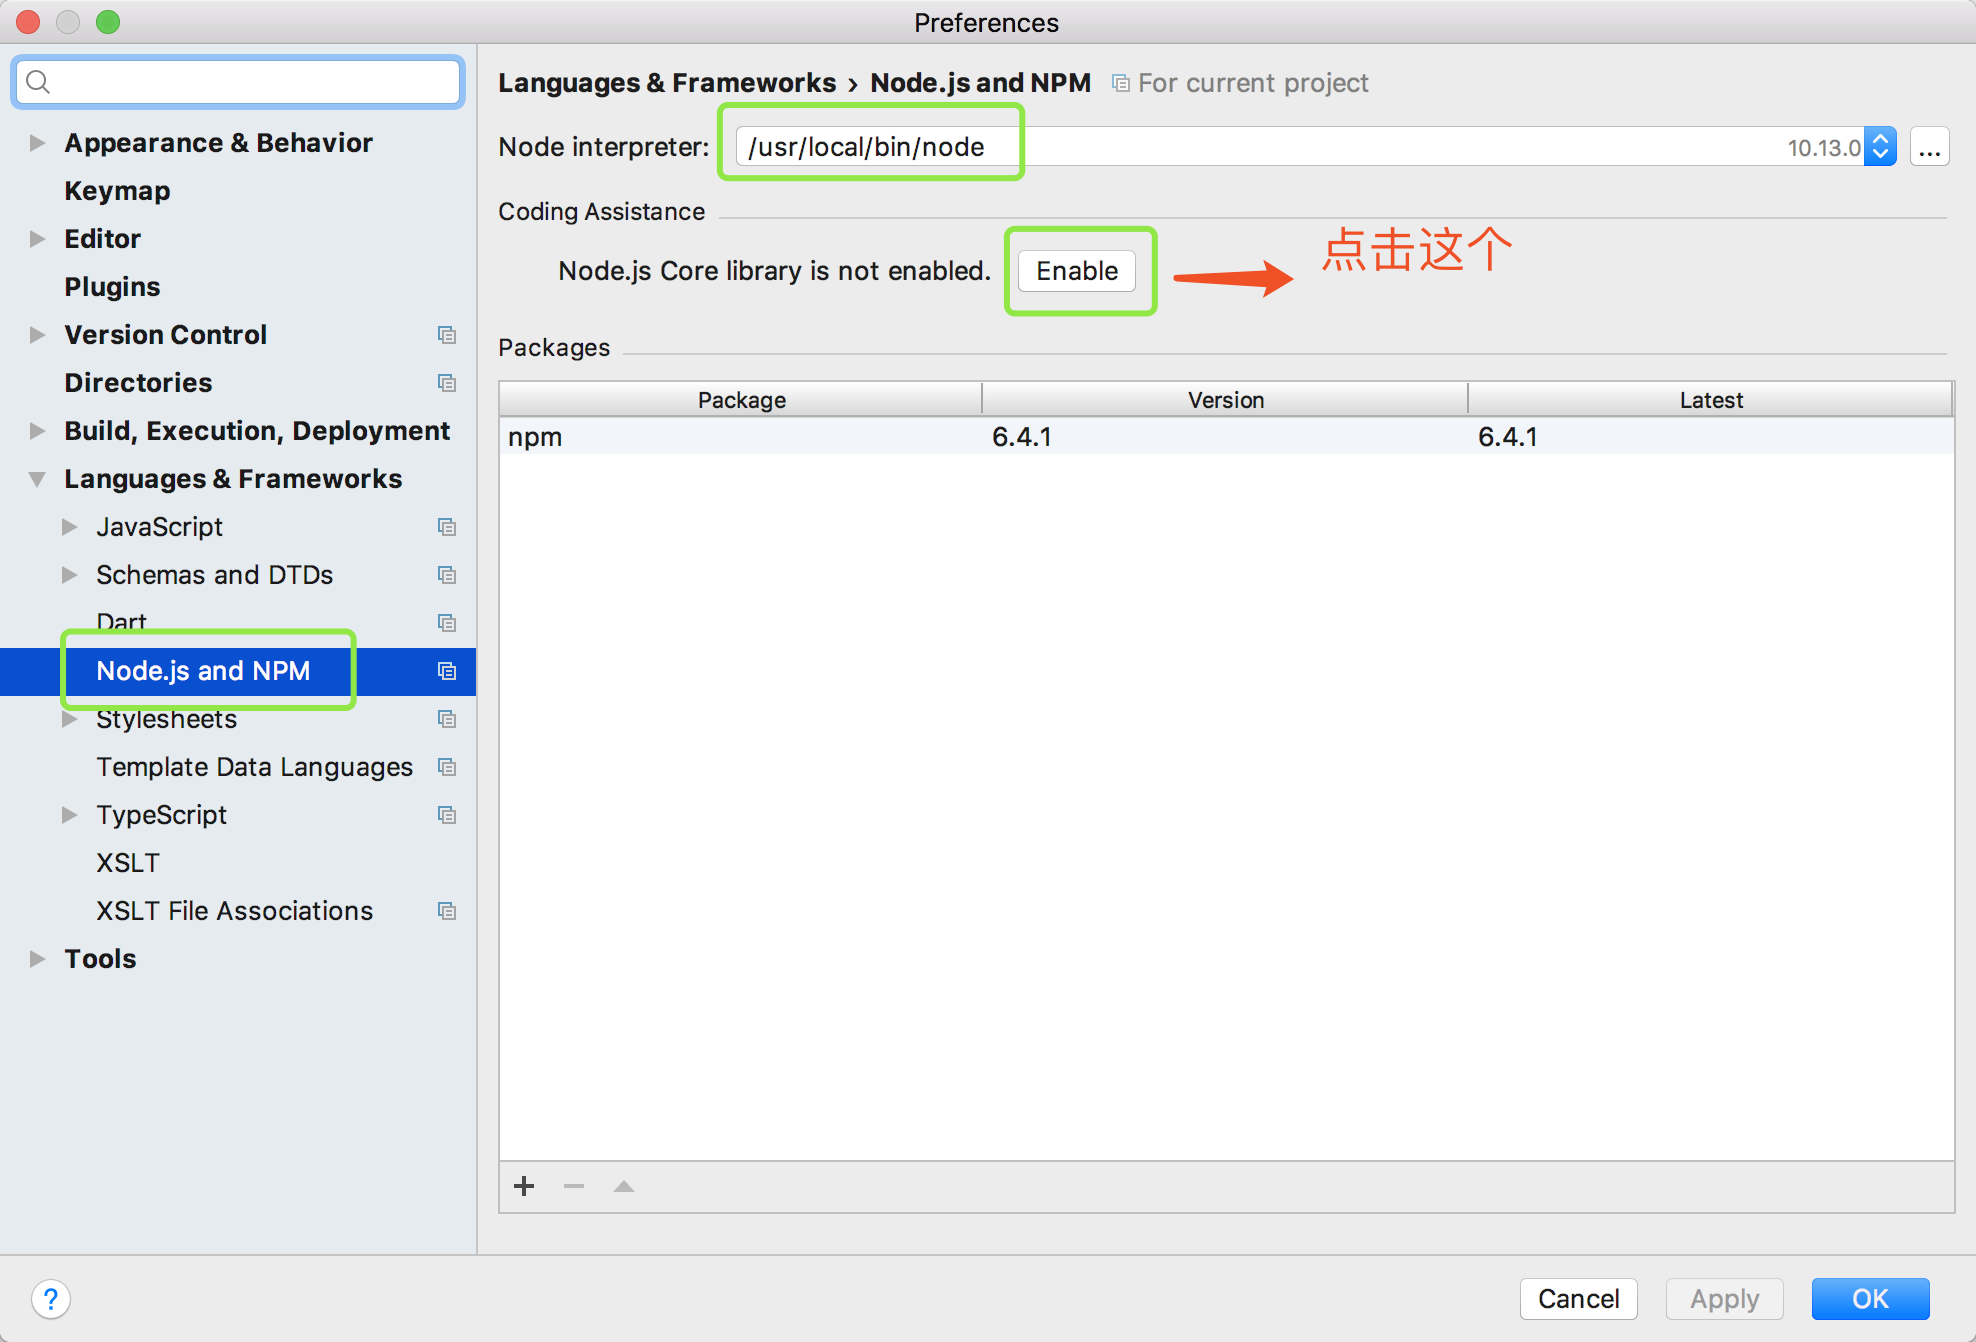 Preferences
Languages & Frameworks › Node.js and NPM For current project
Node interpreter: /usr/local/bin/node 10.13.0 ...
Coding Assistance
Node.js Core library is not enabled. Enable 点击这个
Packages
Package Version Latest
npm 6.4.1 6.4.1
Appearance & Behavior
Keymap
Editor
Plugins
Version Control
Directories
Build, Execution, Deployment
Languages & Frameworks
JavaScript
Schemas and DTDs
Dart
Node.js and NPM
Stylesheets
Template Data Languages
TypeScript
XSLT
XSLT File Associations
Tools
? Cancel Apply OK